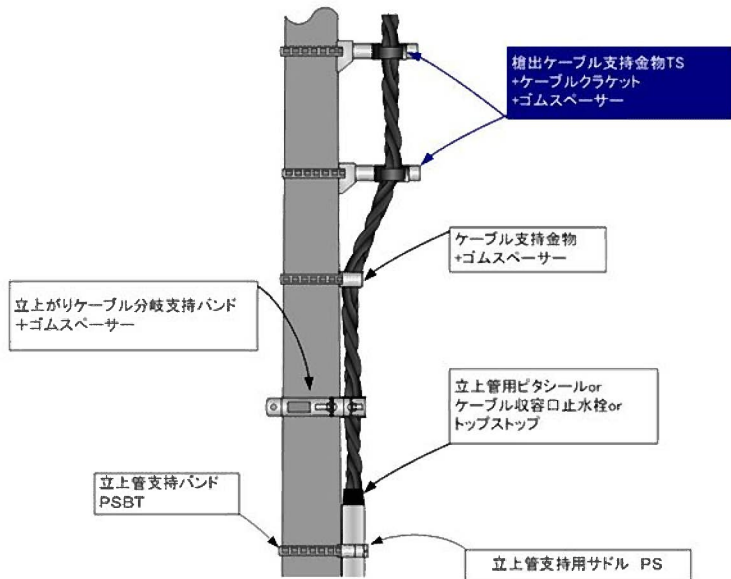 槍出ケーブル支持金物TS
+ケーブルクラケット
+ゴムスペーサー
ケーブル支持金物
+ゴムスペーサー
立上がりケーブル分岐支持バンド
＋ゴムスペーサー
立上管用ピタシールor
ケーブル収容口止水栓or
トップストップ
立上管支持バンド
PSBT
立上管支持用サドル PS